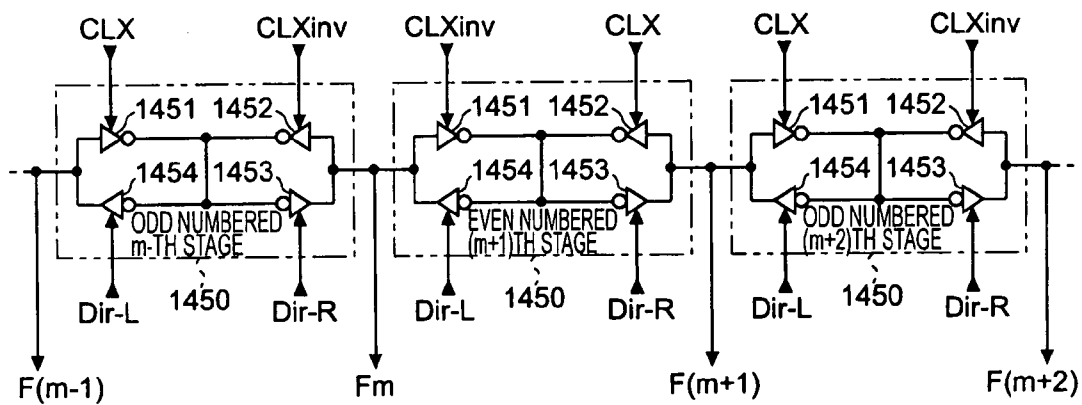 CLX CLXinv CLXinv CLX CLX CLXinv
1451 1452 1451 1452 1451 1452
1454 1453 1454 1453 1454 1453
ODD NUMBERED
m-TH STAGE
EVEN NUMBERED
(m+1)TH STAGE
ODD NUMBERED
(m+2)TH STAGE
Dir-L 1450 Dir-R Dir-L 1450 Dir-R Dir-L 1450 Dir-R
F(m-1) Fm F(m+1) F(m+2)